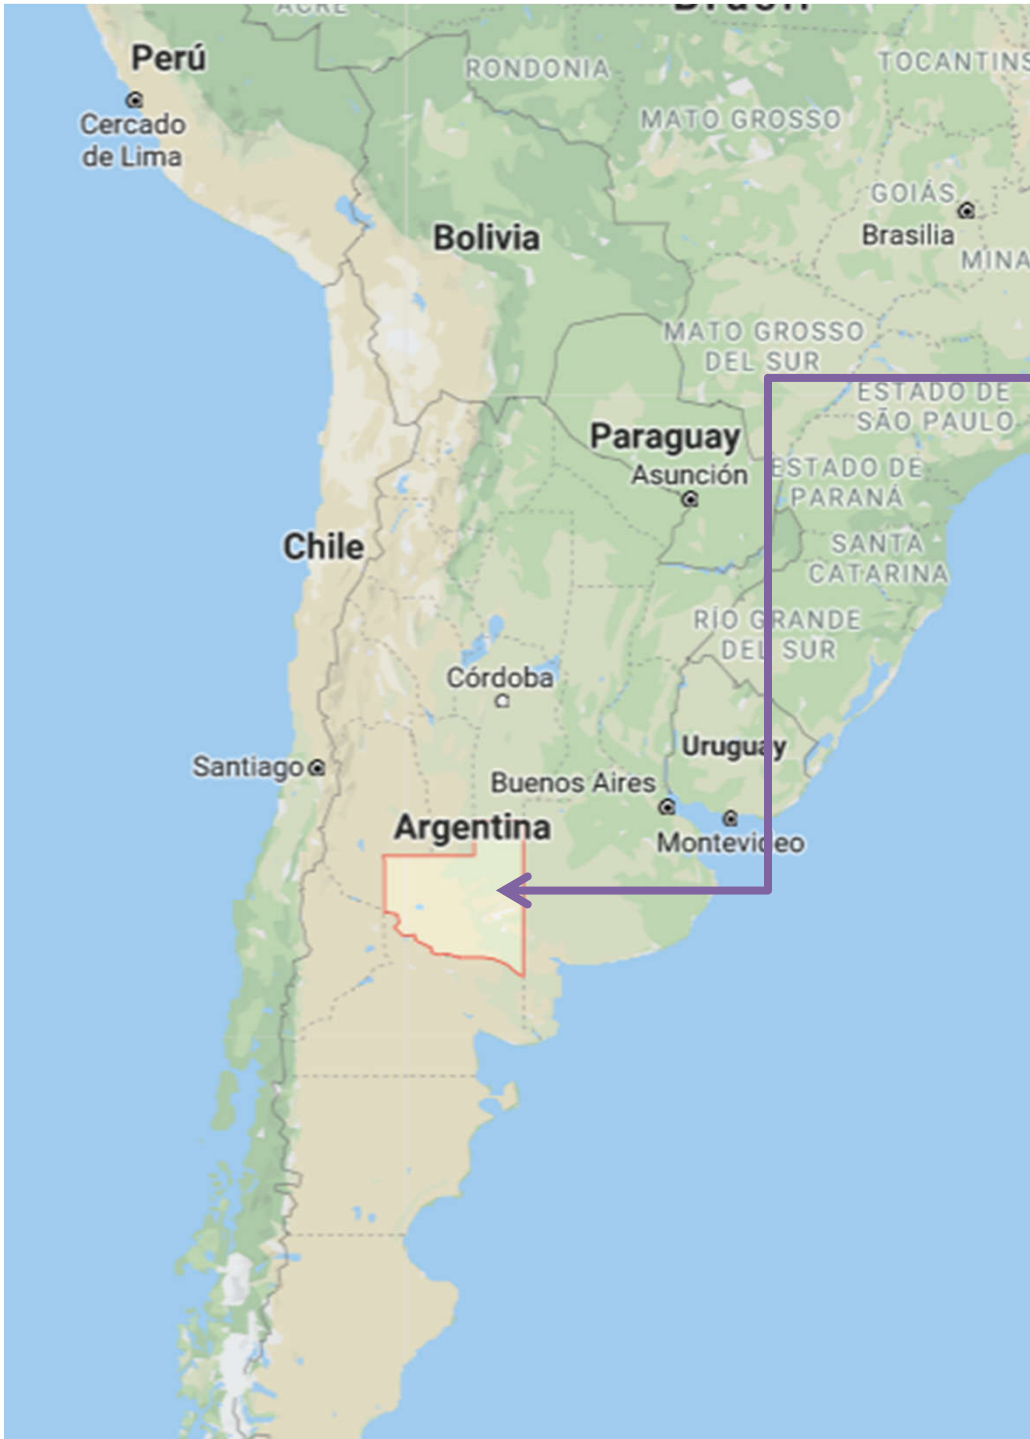 ACRE
Brasil
Perú
RONDONIA
TOCANTINS
Cercado
de Lima
MATO GROSSO
GOIÁS
Brasilia
Bolivia
MINA
MATO GROSSO
DEL SUR
ESTADO DE
SÃO PAULO
Paraguay
Asunción
ESTADO DE
PARANÁ
Chile
SANTA
CATARINA
RÍO GRANDE
DEL SUR
Córdoba
Uruguay
Santiago
Buenos Aires
Argentina
Montevideo